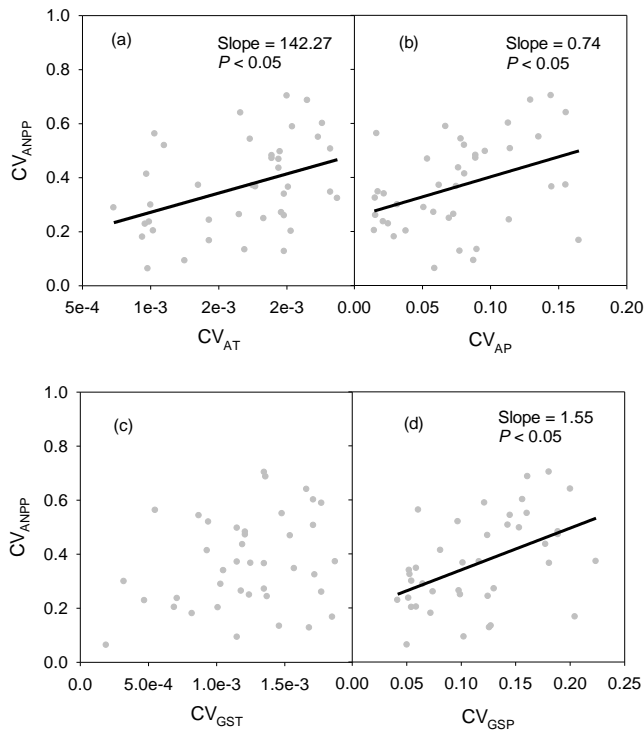 1.0
(a)
Slope = 142.27
P < 0.05
(b)
Slope = 0.74
P < 0.05
0.8
0.6
0.4
0.2
0.0
CVANPP
5e-4 1e-3 2e-3 2e-3 0.00 0.05 0.10 0.15 0.20
CVAT CVAP
1.0
(c)
(d)
Slope = 1.55
P < 0.05
0.8
0.6
0.4
0.2
0.0
CVANPP
0.0 5.0e-4 1.0e-3 1.5e-3 0.00 0.05 0.10 0.15 0.20 0.25
CVGST CVGSP